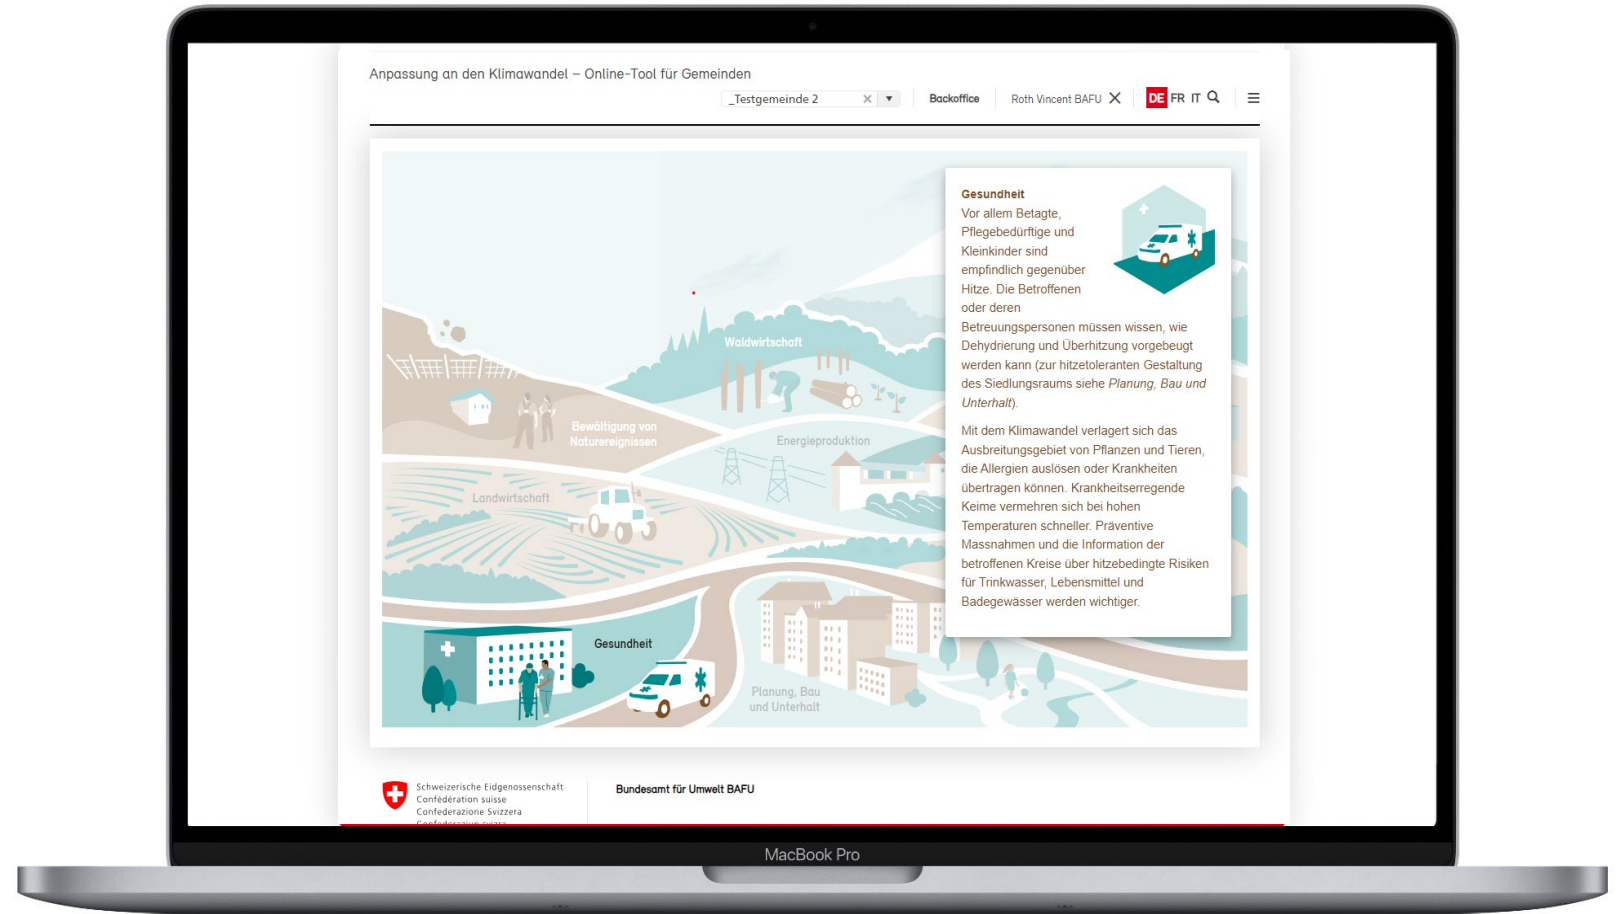 Anpassung an den Klimawandel – Online-Tool für Gemeinden
_Testgemeinde 2
Backoffice
Roth Vincent BAFU
DE FR IT
Gesundheit
Vor allem Betagte,
Pflegebedürftige und
Kleinkinder sind
empfindlich gegenüber
Hitze. Die Betroffenen
oder deren
Betreuungspersonen müssen wissen, wie
Dehydrierung und Überhitzung vorgebeugt
werden kann (zur hitzetoleranten Gestaltung
des Siedlungsraums siehe Planung, Bau und
Unterhalt).
Mit dem Klimawandel verlagert sich das
Ausbreitungsgebiet von Pflanzen und Tieren,
die Allergien auslösen oder Krankheiten
übertragen können. Krankheitserregende
Keime vermehren sich bei hohen
Temperaturen schneller. Präventive
Massnahmen und die Information der
betroffenen Kreise über hitzebedingte Risiken
für Trinkwasser, Lebensmittel und
Badegewässer werden wichtiger.
Waldwirtschaft
Bewältigung von
Naturereignissen
Energieproduktion
Landwirtschaft
Gesundheit
Planung, Bau
und Unterhalt
Schweizerische Eidgenossenschaft
Confédération suisse
Confederazione Svizzera
Confederaziun svizra
Bundesamt für Umwelt BAFU
MacBook Pro